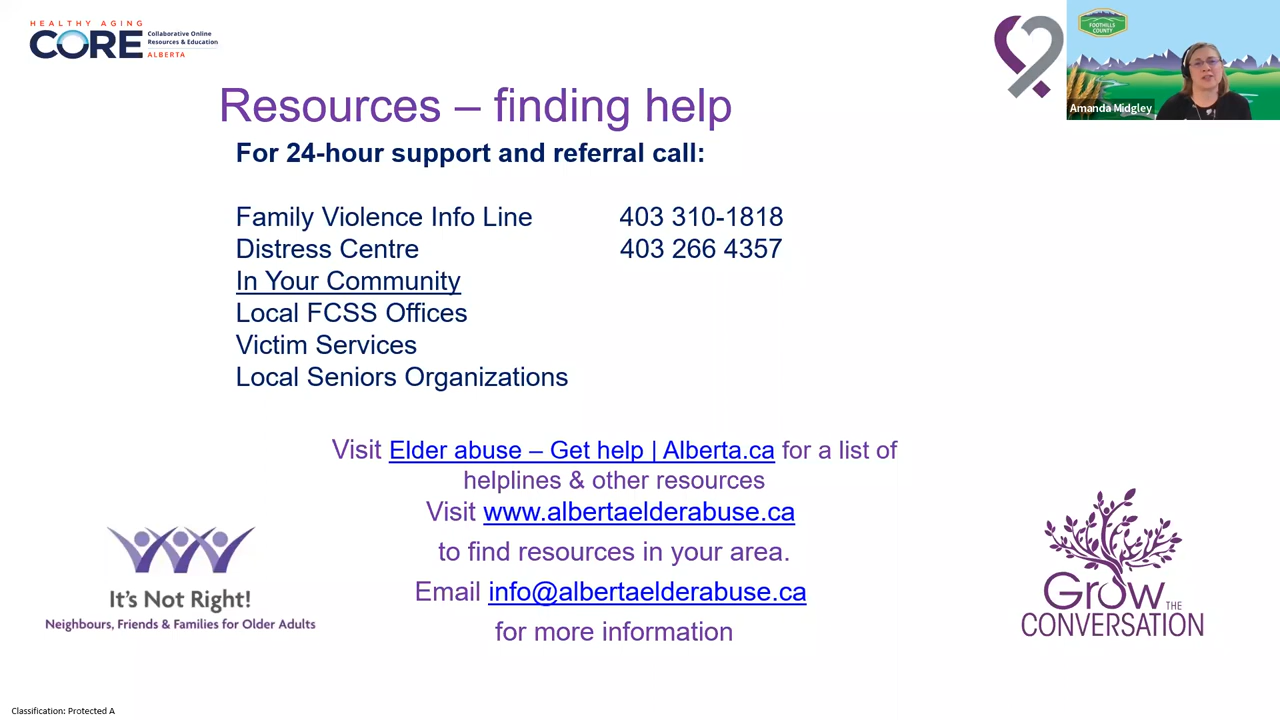 HEALTHY AGING
CORE
Collaborative Online
Resources & Education
ALBERTA
FOOTHILLS
COUNTY
Amanda Midgley
Resources – finding help
For 24-hour support and referral call:
Family Violence Info Line 403 310-1818
Distress Centre 403 266 4357
In Your Community
Local FCSS Offices
Victim Services
Local Seniors Organizations
Visit Elder abuse – Get help | Alberta.ca for a list of
helplines & other resources
Visit www.albertaelderabuse.ca
to find resources in your area.
Email info@albertaelderabuse.ca
for more information
It's Not Right!
Neighbours, Friends & Families for Older Adults
Grow THE
CONVERSATION
Classification: Protected A